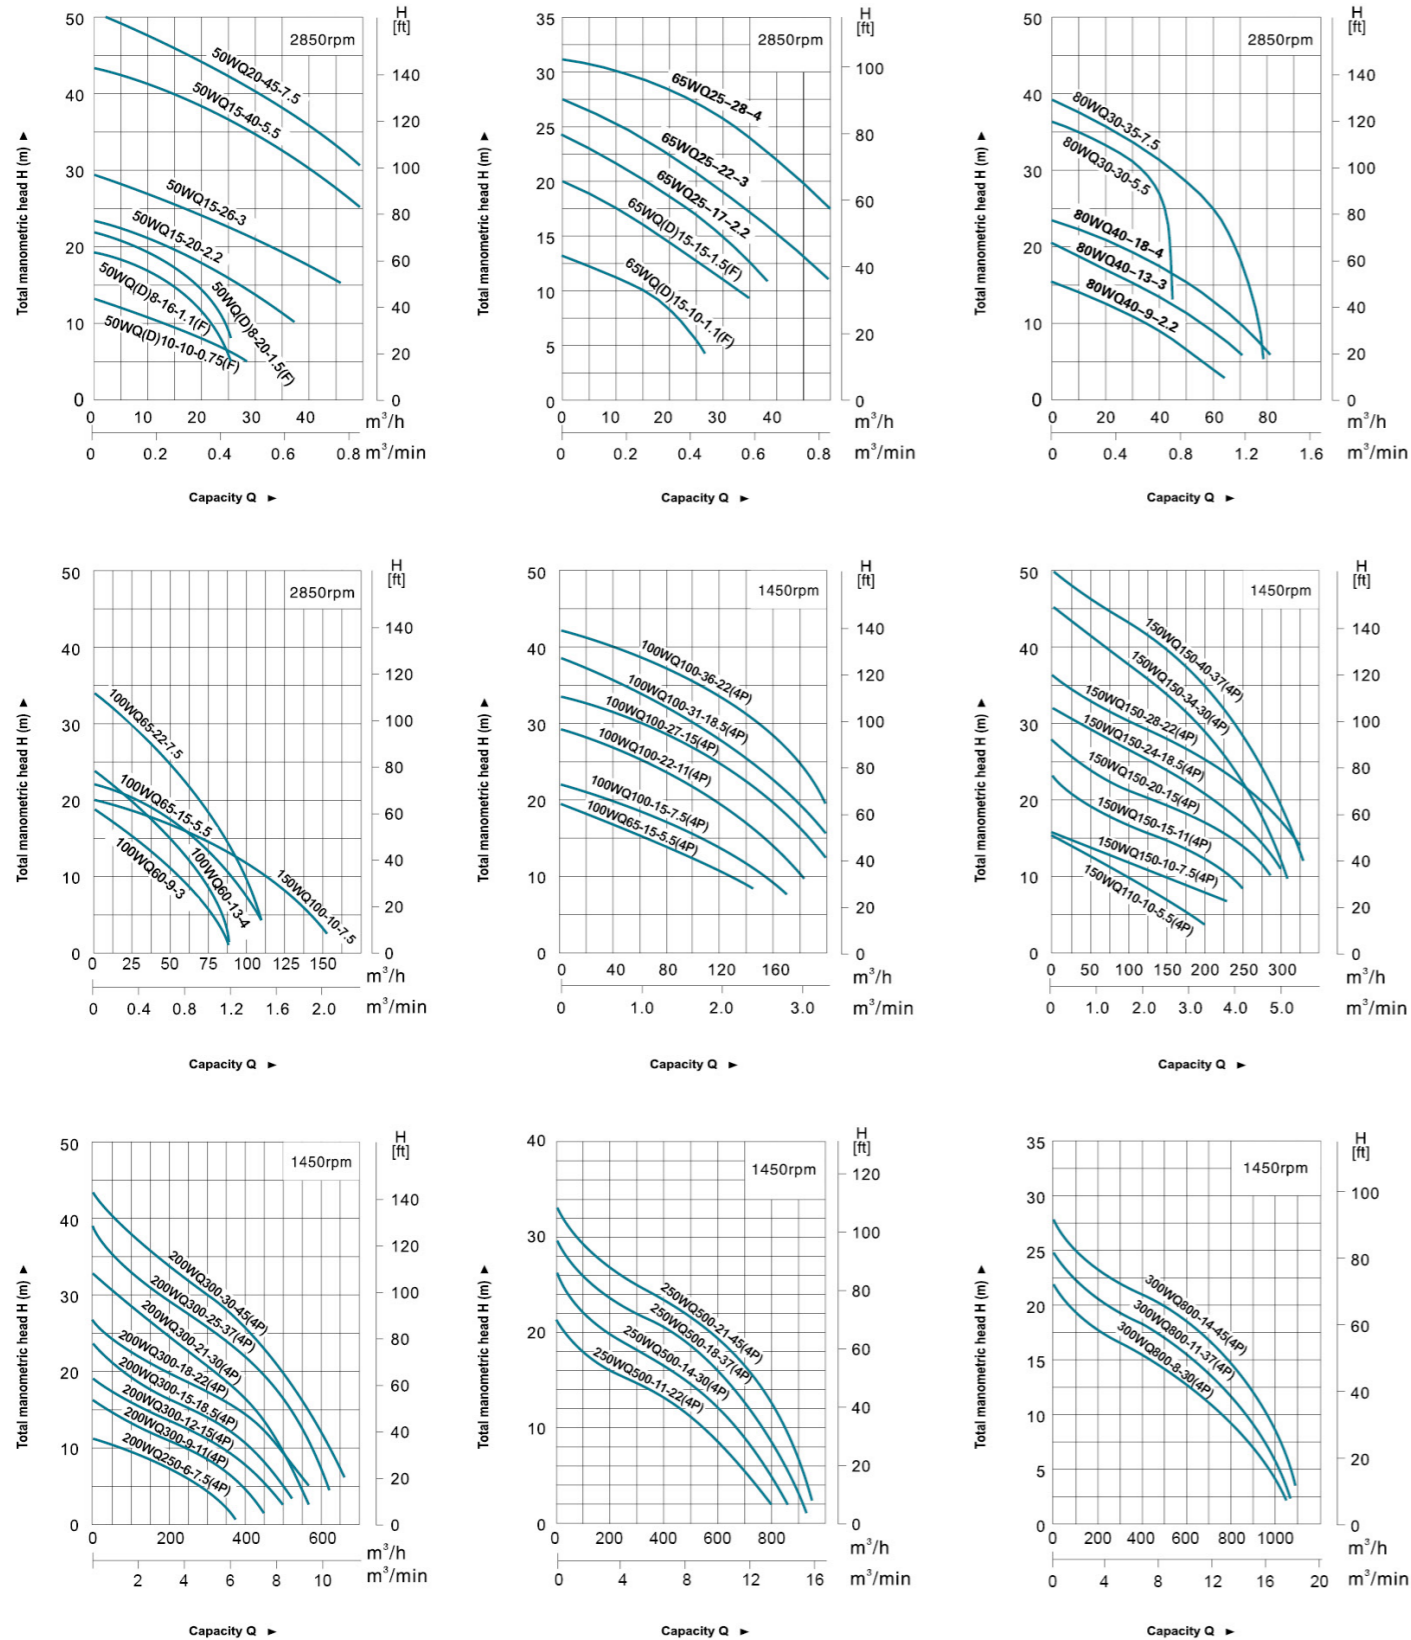 H
[ft]
50
2850rpm
50WQ20-45-7.5
140
50WQ15-40-5.5
40
120
100
30
50WQ15-26-3
80
50WQ15-20-2.2
20
60
50WQ(D)8-16-1.1(F)
50WQ(D)8-20-1.5(F)
40
10
50WQ(D)10-10-0.75(F)
20
0
0
0 10 20 30 40 m³/h
0 0.2 0.4 0.6 0.8 m³/min
Total manometric head H (m) ►
Capacity Q ►
H
[ft]
35
2850rpm
30
100
65WQ25-28-4
25
80
65WQ25-22-3
65WQ25-17-2.2
20
60
65WQ(D)15-15-1.5(F)
15
40
65WQ(D)15-10-1.1(F)
10
20
5
0
0
0 10 20 30 40 m³/h
0 0.2 0.4 0.6 0.8 m³/min
Total manometric head H (m) ►
Capacity Q ►
H
[ft]
50
2850rpm
140
40
80WQ30-35-7.5
120
80WQ30-30-5.5
100
30
80WQ40-18-4
80
80WQ40-13-3
20
60
80WQ40-9-2.2
40
10
20
0
0
0 20 40 60 80 m³/h
0 0.4 0.8 1.2 1.6 m³/min
Total manometric head H (m) ►
Capacity Q ►
H
[ft]
50
2850rpm
140
40
120
100WQ65-22-7.5
100
30
80
100WQ65-15-5.5
20
60
100WQ60-9-3
100WQ60-13-4
40
10
150WQ100-10-7.5
20
0
0
0 25 50 75 100 125 150 m³/h
0 0.4 0.8 1.2 1.6 2.0 m³/min
Total manometric head H (m) ►
Capacity Q ►
H
[ft]
50
1450rpm
140
40
100WQ100-36-22(4P)
120
100WQ100-31-18.5(4P)
100WQ100-27-15(4P)
100
30
100WQ100-22-11(4P)
80
100WQ100-15-7.5(4P)
20
60
100WQ65-15-5.5(4P)
40
10
20
0
0
0 40 80 120 160 m³/h
0 1.0 2.0 3.0 m³/min
Total manometric head H (m) ►
Capacity Q ►
H
[ft]
50
1450rpm
140
150WQ150-40-37(4P)
40
150WQ150-34-30(4P)
120
150WQ150-28-22(4P)
100
30
150WQ150-24-18.5(4P)
80
150WQ150-20-15(4P)
20
60
150WQ150-15-11(4P)
150WQ150-10-7.5(4P)
40
10
150WQ110-10-5.5(4P)
20
0
0
0 50 100 150 200 250 300 m³/h
0 1.0 2.0 3.0 4.0 5.0 m³/min
Total manometric head H (m) ►
Capacity Q ►
H
[ft]
50
1450rpm
140
40
200WQ300-30-45(4P)
120
200WQ300-25-37(4P)
100
30
200WQ300-21-30(4P)
80
200WQ300-18-22(4P)
20
200WQ300-15-18.5(4P)
60
200WQ300-12-15(4P)
40
200WQ300-9-11(4P)
10
200WQ250-6-7.5(4P)
20
0
0
0 200 400 600
m³/h
2 4 6 8 10 m³/min
Total manometric head H (m) ►
Capacity Q ►
H
[ft]
40
1450rpm
120
30
100
250WQ500-21-45(4P)
80
250WQ500-18-37(4P)
20
250WQ500-14-30(4P)
60
250WQ500-11-22(4P)
40
10
20
0
0
0 200 400 600 800
m³/h
0 4 8 12 16 m³/min
Total manometric head H (m) ►
Capacity Q ►
H
[ft]
35
1450rpm
30
100
25
80
300WQ800-14-45(4P)
20
300WQ800-11-37(4P)
60
300WQ800-8-30(4P)
15
40
10
20
5
0
0
0 200 400 600 800 1000
m³/h
0 4 8 12 16 20 m³/min
Total manometric head H (m) ►
Capacity Q ►